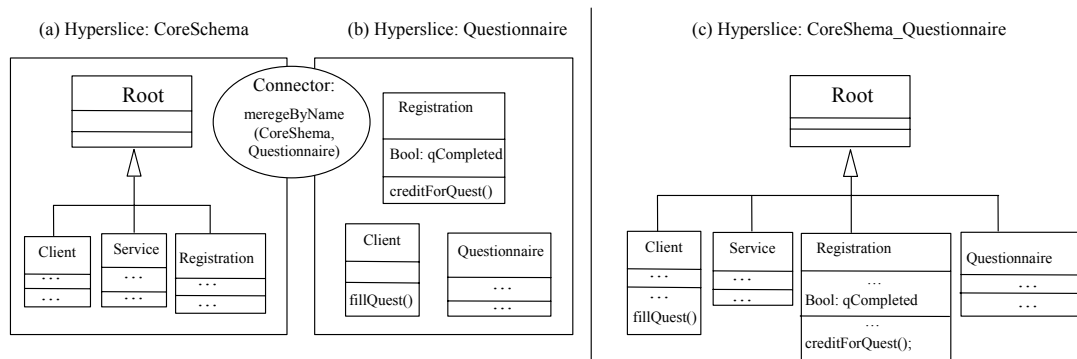 (a) Hyperslice: CoreSchema
Root
Client
...
...
Service
...
...
Registration
...
...
Connector:
meregeByName
(CoreShema,
Questionnaire)
(b) Hyperslice: Questionnaire
Registration
Bool: qCompleted
creditForQuest()
Client
fillQuest()
Questionnaire
...
...
(c) Hyperslice: CoreShema_Questionnaire
Root
Client
...
...
fillQuest()
Service
...
...
Registration
...
Bool: qCompleted
...
creditForQuest();
Questionnaire
...
...